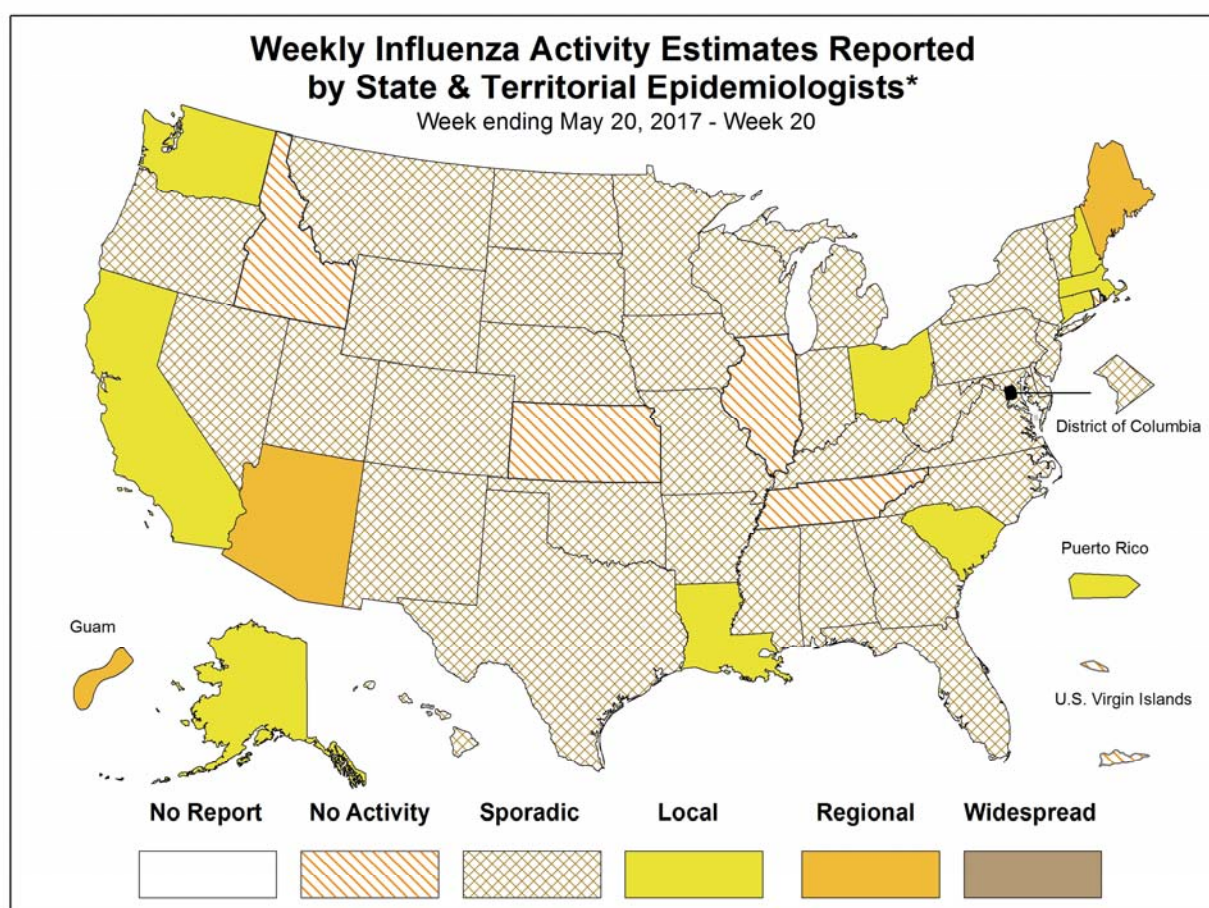 Weekly Influenza Activity Estimates Reported
by State & Territorial Epidemiologists*
Week ending May 20, 2017 - Week 20
District of Columbia
Puerto Rico
Guam
U.S. Virgin Islands
No Report
No Activity
Sporadic
Local
Regional
Widespread